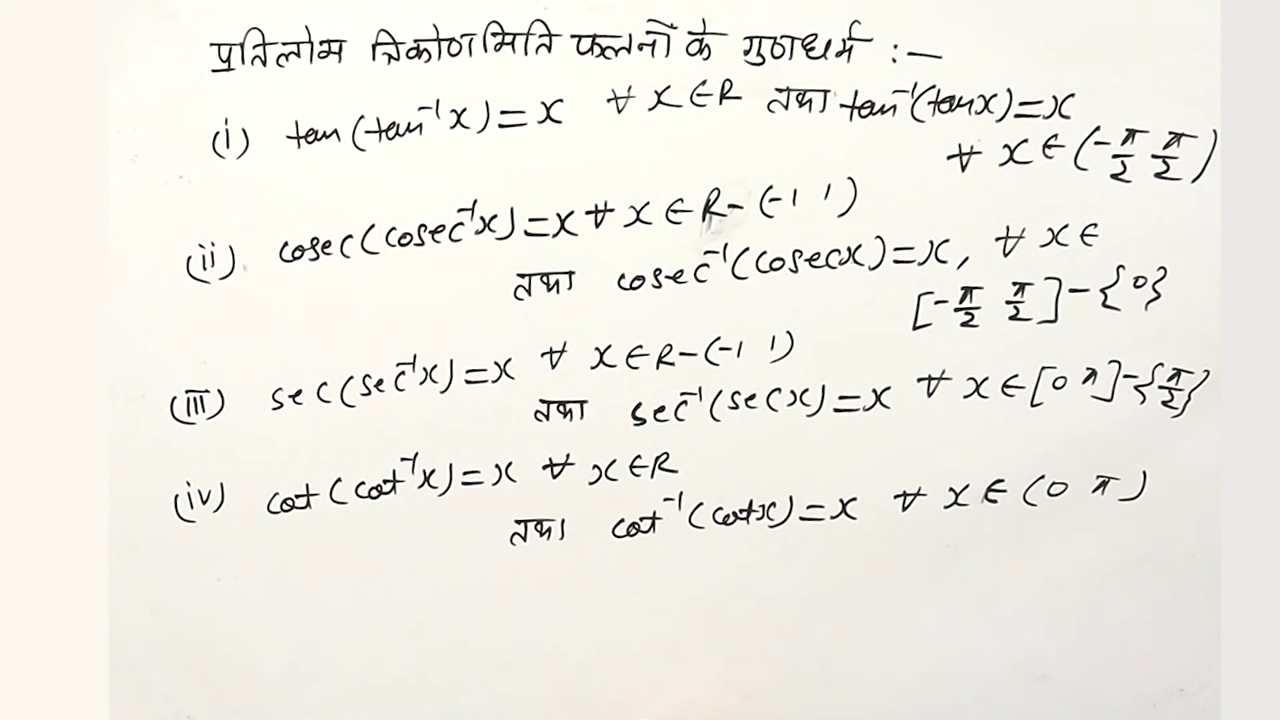 प्रतिलोम त्रिकोणमिति फलनों के गुणधर्म :—
(i) tan(tan⁻¹x)=x ∀ x∈R तथा tan⁻¹(tanx)=x
∀ x∈(-π/2 π/2)
(ii) cosec(cosec⁻¹x)=x ∀ x∈R-(-1 1)
तथा cosec⁻¹(cosecx)=x, ∀ x∈
[-π/2 π/2]-{0}
(iii) sec(sec⁻¹x)=x ∀ x∈R-(-1 1)
तथा sec⁻¹(secx)=x ∀ x∈[0 π]-{π/2}
(iv) cot(cot⁻¹x)=x ∀ x∈R
तथा cot⁻¹(cotx)=x ∀ x∈(0 π)